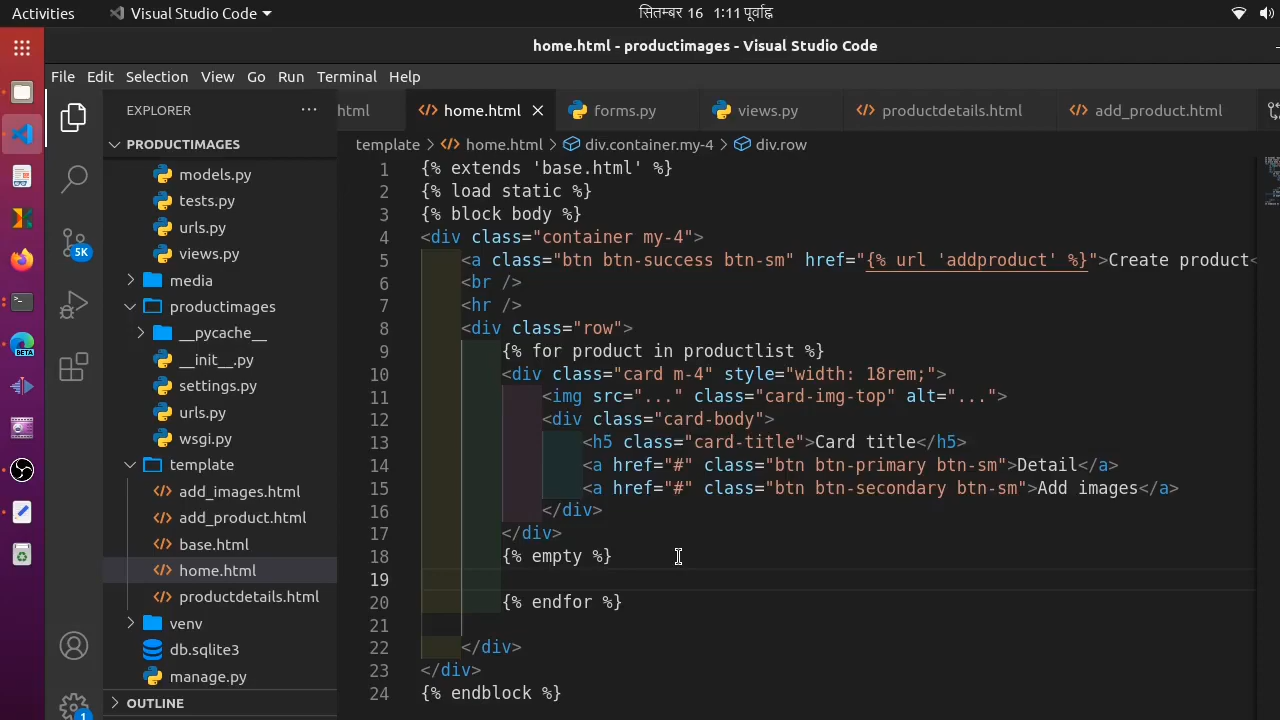 Activities
Visual Studio Code
सितम्बर 16 1:11 पूर्वाह्न
home.html - productimages - Visual Studio Code
File Edit Selection View Go Run Terminal Help
EXPLORER
PRODUCTIMAGES
models.py
tests.py
urls.py
views.py
media
productimages
__pycache__
__init__.py
settings.py
urls.py
wsgi.py
template
add_images.html
add_product.html
base.html
home.html
productdetails.html
venv
db.sqlite3
manage.py
OUTLINE
5K
1
html home.html forms.py views.py productdetails.html add_product.html
template > home.html > div.container.my-4 > div.row
1 {% extends 'base.html' %}
2 {% load static %}
3 {% block body %}
4 <div class="container my-4">
5 <a class="btn btn-success btn-sm" href="{% url 'addproduct' %}">Create product<
6 <br />
7 <hr />
8 <div class="row">
9 {% for product in productlist %}
10 <div class="card m-4" style="width: 18rem;">
11 <img src="..." class="card-img-top" alt="...">
12 <div class="card-body">
13 <h5 class="card-title">Card title</h5>
14 <a href="#" class="btn btn-primary btn-sm">Detail</a>
15 <a href="#" class="btn btn-secondary btn-sm">Add images</a>
16 </div>
17 </div>
18 {% empty %}
19
20 {% endfor %}
21
22 </div>
23 </div>
24 {% endblock %}